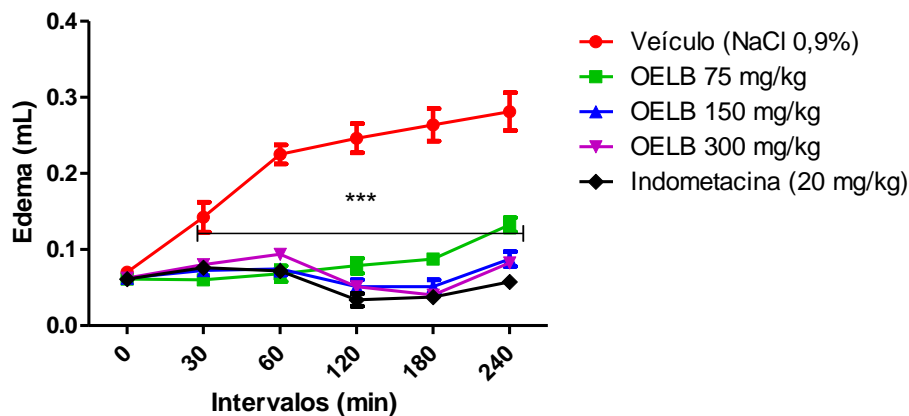 0.4
0.3
0.2
0.1
0.0
Edema (mL)
***
0
30
60
120
180
240
Intervalos (min)
Veículo (NaCl 0,9%)
OELB 75 mg/kg
OELB 150 mg/kg
OELB 300 mg/kg
Indometacina (20 mg/kg)